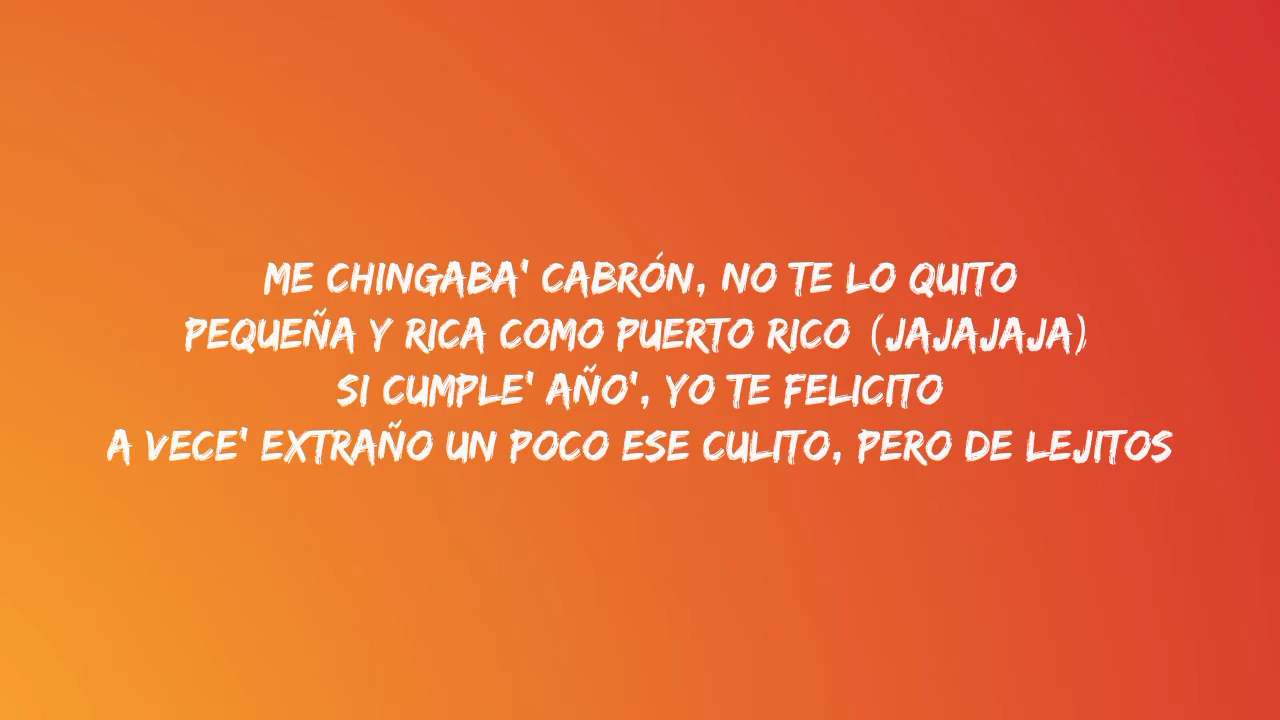 ME CHINGABA' CABRÓN, NO TE LO QUITO
PEQUEÑA Y RICA COMO PUERTO RICO (JAJAJAJA)
SI CUMPLE' AÑO', YO TE FELICITO
A VECE' EXTRAÑO UN POCO ESE CULITO, PERO DE LEJITOS